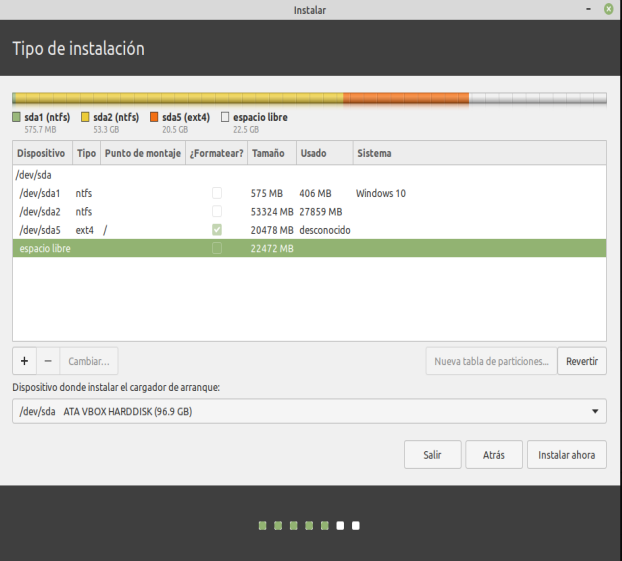 Instalar
Tipo de instalación
sda1 (ntfs) sda2 (ntfs) sda5 (ext4) espacio libre
575.7 MB 53.3 GB 20.5 GB 22.5 GB
Dispositivo Tipo Punto de montaje ¿Formatear? Tamaño Usado Sistema
/dev/sda
/dev/sda1 ntfs 575 MB 406 MB Windows 10
/dev/sda2 ntfs 53324 MB 27859 MB
/dev/sda5 ext4 / 20478 MB desconocido
espacio libre 22472 MB
+ − Cambiar... Nueva tabla de particiones... Revertir
Dispositivo donde instalar el cargador de arranque:
/dev/sda ATA VBOX HARDDISK (96.9 GB)
Salir Atrás Instalar ahora